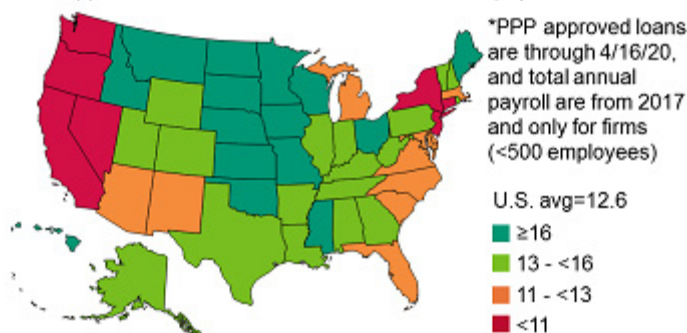 *PPP approved loans
are through 4/16/20,
and total annual
payroll are from 2017
and only for firms
(<500 employees)
U.S. avg=12.6
≥16
13 - <16
11 - <13
<11